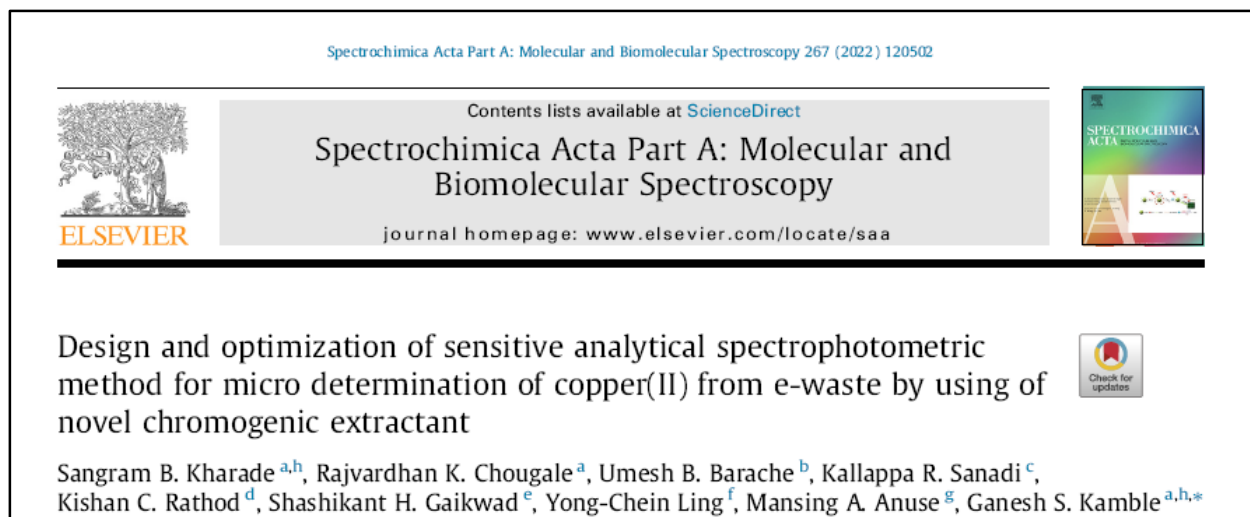 Spectrochimica Acta Part A: Molecular and Biomolecular Spectroscopy 267 (2022) 120502
Contents lists available at ScienceDirect
Spectrochimica Acta Part A: Molecular and
Biomolecular Spectroscopy
journal homepage: www.elsevier.com/locate/saa
ELSEVIER
SPECTROCHIMICA
ACTA
A
Design and optimization of sensitive analytical spectrophotometric
method for micro determination of copper(II) from e-waste by using of
novel chromogenic extractant
Check for
updates
Sangram B. Kharade a,h, Rajvardhan K. Chougale a, Umesh B. Barache b, Kallappa R. Sanadi c,
Kishan C. Rathod d, Shashikant H. Gaikwad e, Yong-Chein Ling f, Mansing A. Anuse g, Ganesh S. Kamble a,h,*